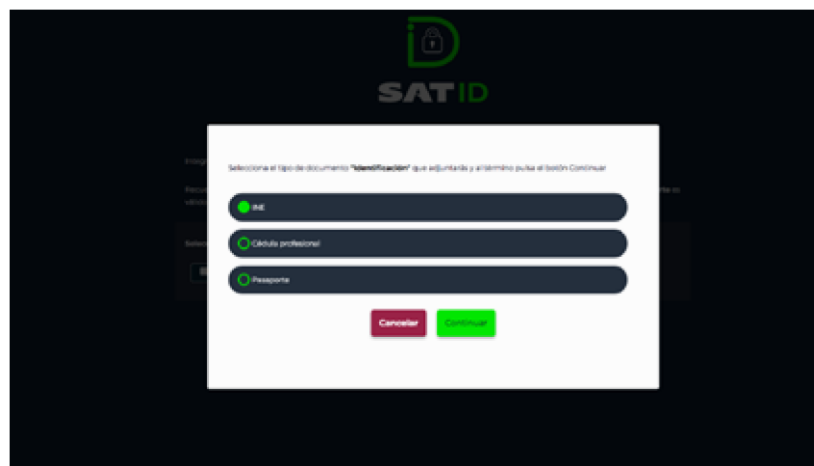 SAT ID
Selecciona el tipo de documento "Identificación" que adjuntarás y al término pulsa el botón Continuar
INE
Cédula profesional
Pasaporte
Cancelar
Continuar